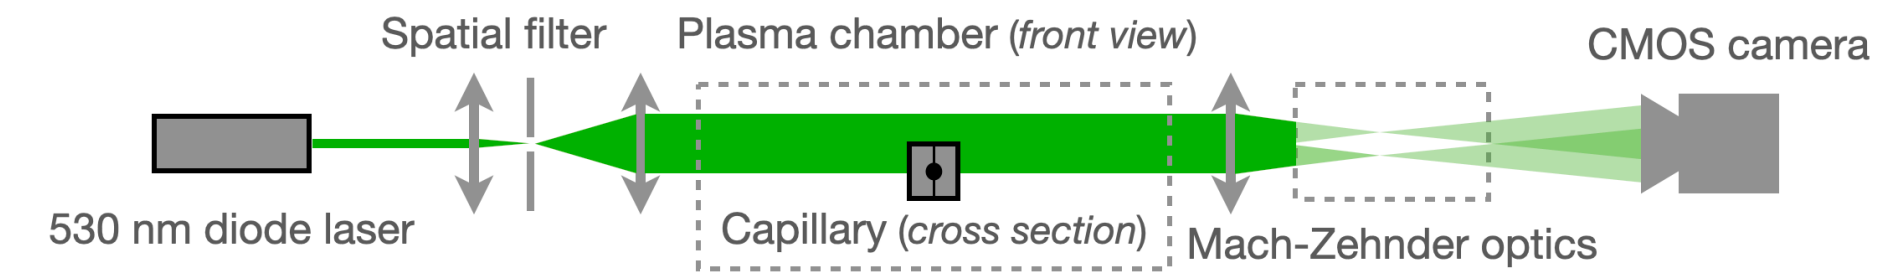 Spatial filter
Plasma chamber (front view)
CMOS camera
530 nm diode laser
Capillary (cross section)
Mach-Zehnder optics